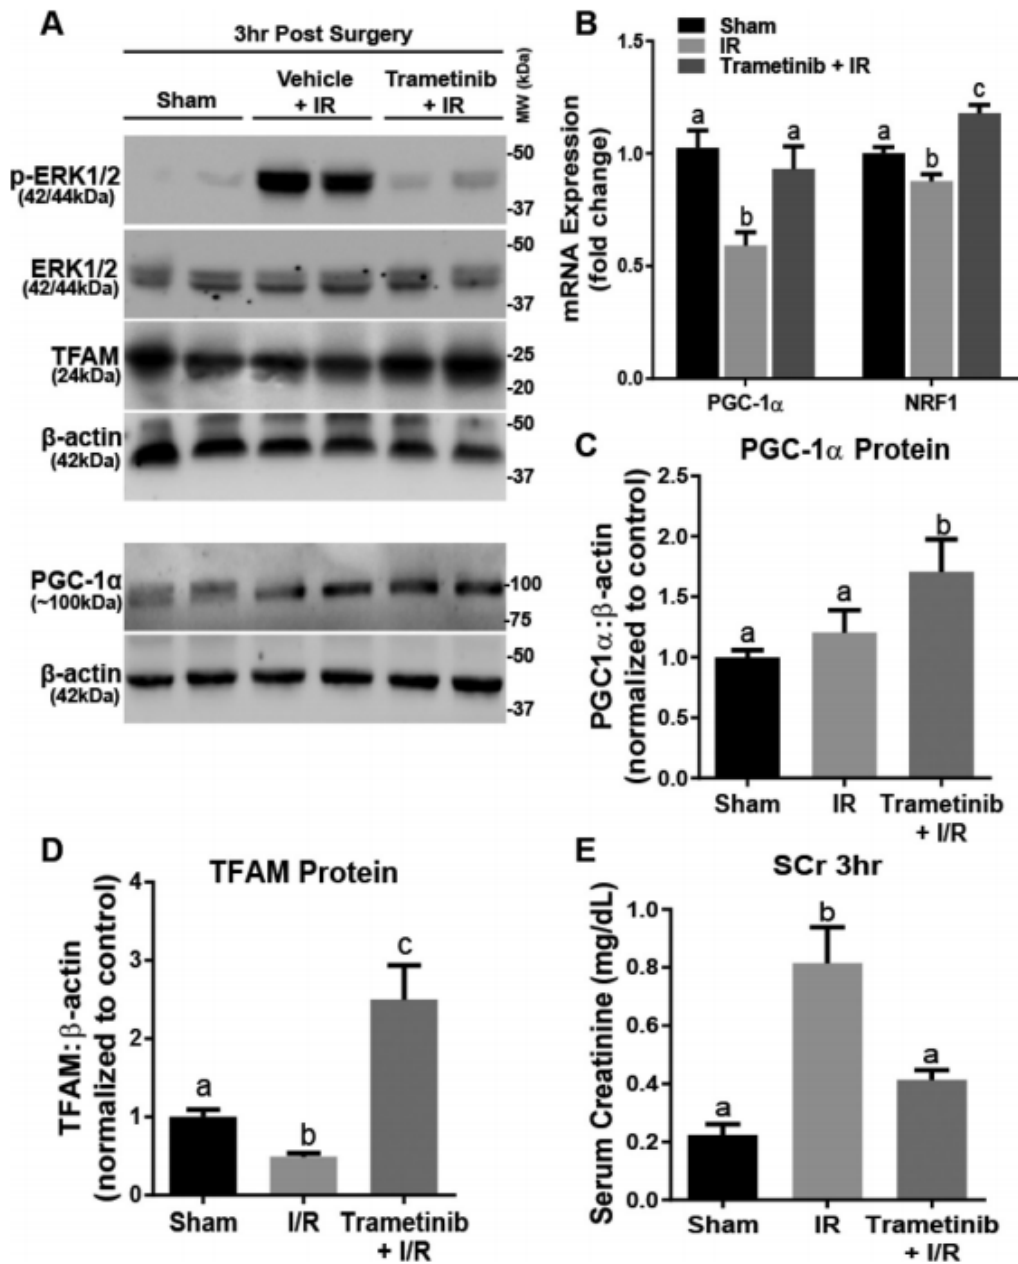 A
3hr Post Surgery
Sham
Vehicle
+ IR
Trametinib
+ IR
MW (kDa)
p-ERK1/2
(42/44kDa)
-50
-37
ERK1/2
(42/44kDa)
-50
-37
TFAM
(24kDa)
-25
-20
β-actin
(42kDa)
-50
-37
PGC-1α
(~100kDa)
-100
-75
β-actin
(42kDa)
-50
-37
B
Sham
IR
Trametinib + IR
mRNA Expression
(fold change)
1.5
1.0
0.5
0.0
a
b
a
a
b
c
PGC-1α
NRF1
C
PGC-1α Protein
PGC1α:β-actin
(normalized to control)
2.5
2.0
1.5
1.0
0.5
0.0
a
a
b
Sham
IR
Trametinib
+ I/R
D
TFAM Protein
TFAM:β-actin
(normalized to control)
4
3
2
1
0
a
b
c
Sham
I/R
Trametinib
+ I/R
E
SCr 3hr
Serum Creatinine (mg/dL)
1.0
0.8
0.6
0.4
0.2
0.0
a
b
a
Sham
IR
Trametinib
+ I/R